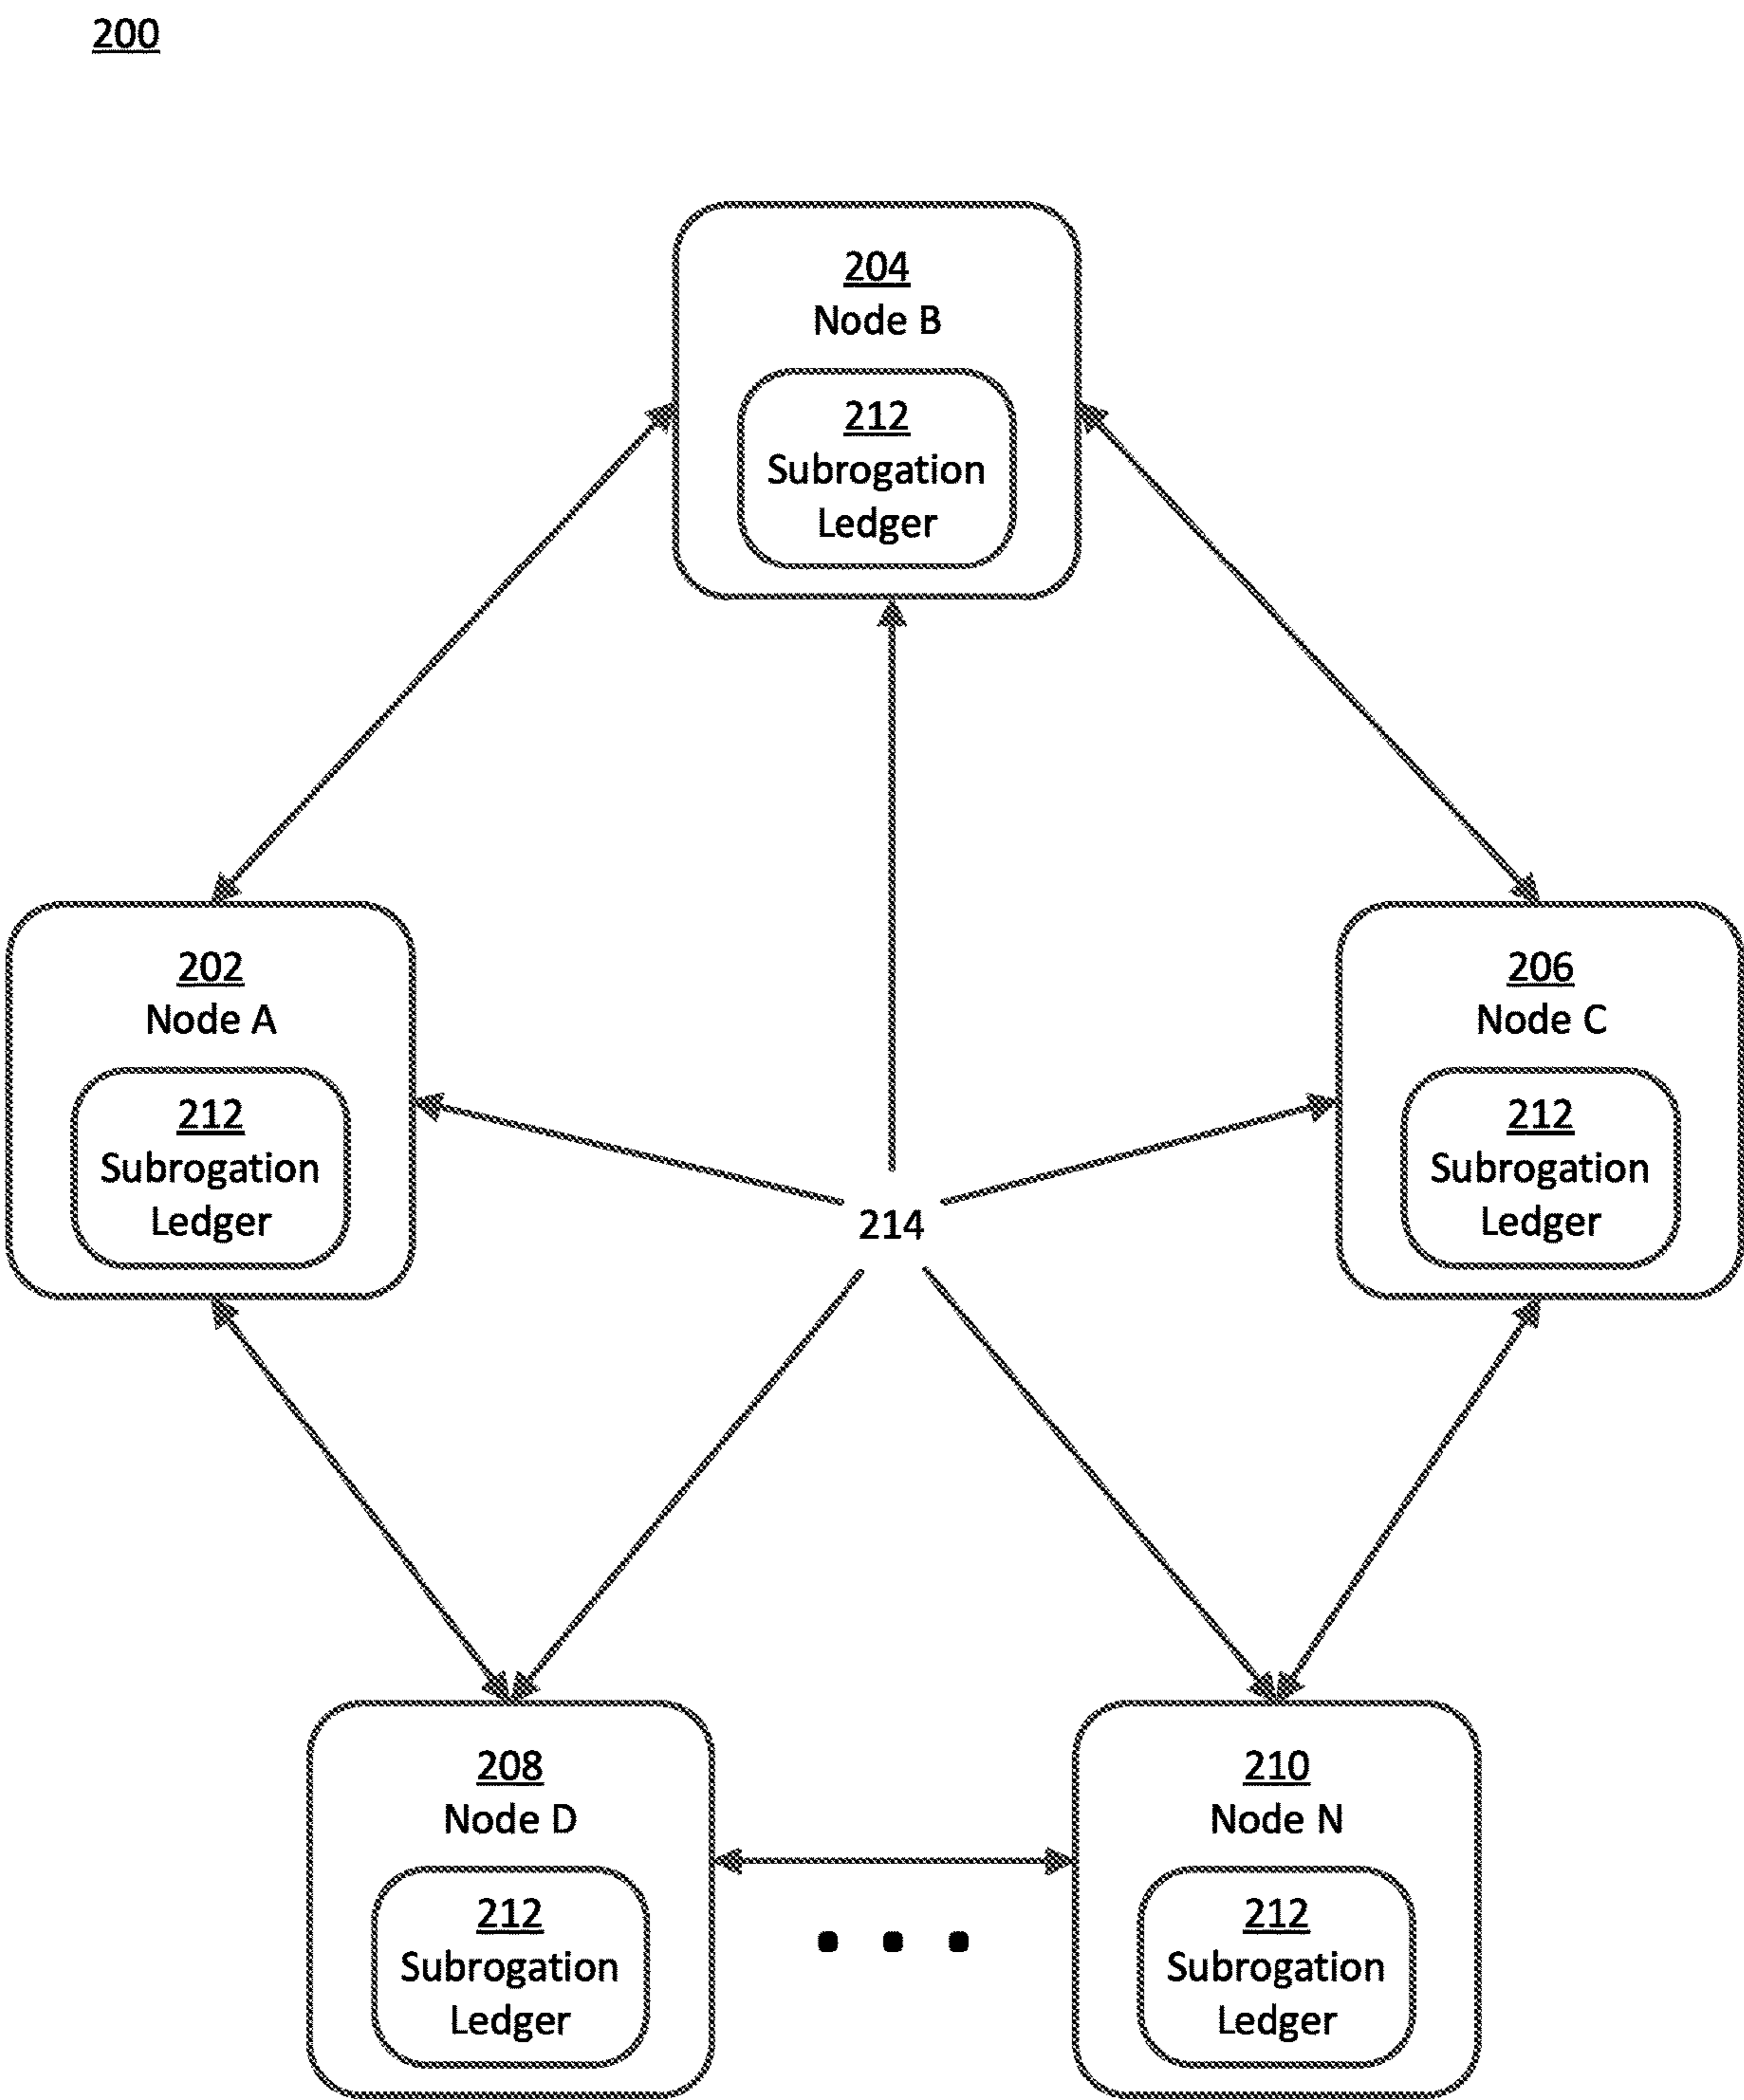 200
204
Node B
212
Subrogation
Ledger
202
Node A
212
Subrogation
Ledger
206
Node C
212
Subrogation
Ledger
214
208
Node D
212
Subrogation
Ledger
210
Node N
212
Subrogation
Ledger